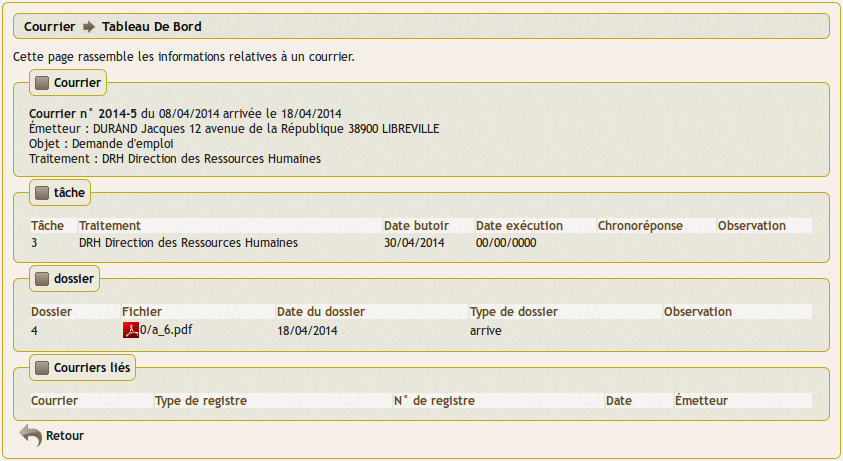 Courrier Tableau De Bord
Cette page rassemble les informations relatives à un courrier.
Courrier
Courrier n° 2014-5 du 08/04/2014 arrivée le 18/04/2014
Émetteur : DURAND Jacques 12 avenue de la République 38900 LIBREVILLE
Objet : Demande d'emploi
Traitement : DRH Direction des Ressources Humaines
tâche
Tâche Traitement Date butoir Date exécution Chronoréponse Observation
3 DRH Direction des Ressources Humaines 30/04/2014 00/00/0000
dossier
Dossier Fichier Date du dossier Type de dossier Observation
4 0/a_6.pdf 18/04/2014 arrive
Courriers liés
Courrier Type de registre N° de registre Date Émetteur
Retour